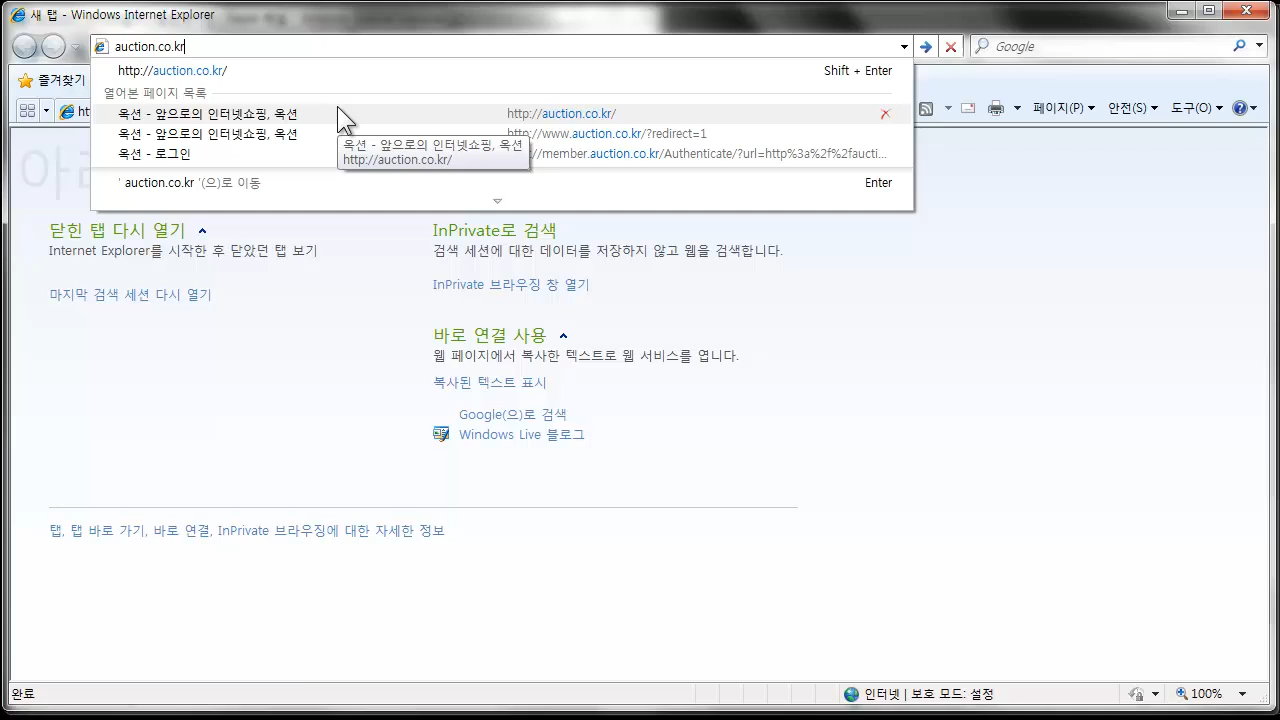 새 탭 - Windows Internet Explorer
auction.co.kr
Google
http://auction.co.kr/ Shift + Enter
즐겨찾기
열어본 페이지 목록
옥션 - 앞으로의 인터넷쇼핑, 옥션 http://auction.co.kr/
페이지(P) 안전(S) 도구(O)
옥션 - 앞으로의 인터넷쇼핑, 옥션 http://www.auction.co.kr/?redirect=1
옥션 - 앞으로의 인터넷쇼핑, 옥션
http://auction.co.kr/
옥션 - 로그인 //member.auction.co.kr/Authenticate/?url=http%3a%2f%2faucti...
' auction.co.kr '(으)로 이동 Enter
닫힌 탭 다시 열기
Internet Explorer를 시작한 후 닫았던 탭 보기
마지막 검색 세션 다시 열기
InPrivate로 검색
검색 세션에 대한 데이터를 저장하지 않고 웹을 검색합니다.
InPrivate 브라우징 창 열기
바로 연결 사용
웹 페이지에서 복사한 텍스트로 웹 서비스를 엽니다.
복사된 텍스트 표시
Google(으)로 검색
Windows Live 블로그
탭, 탭 바로 가기, 바로 연결, InPrivate 브라우징에 대한 자세한 정보
완료
인터넷 | 보호 모드: 설정
100%